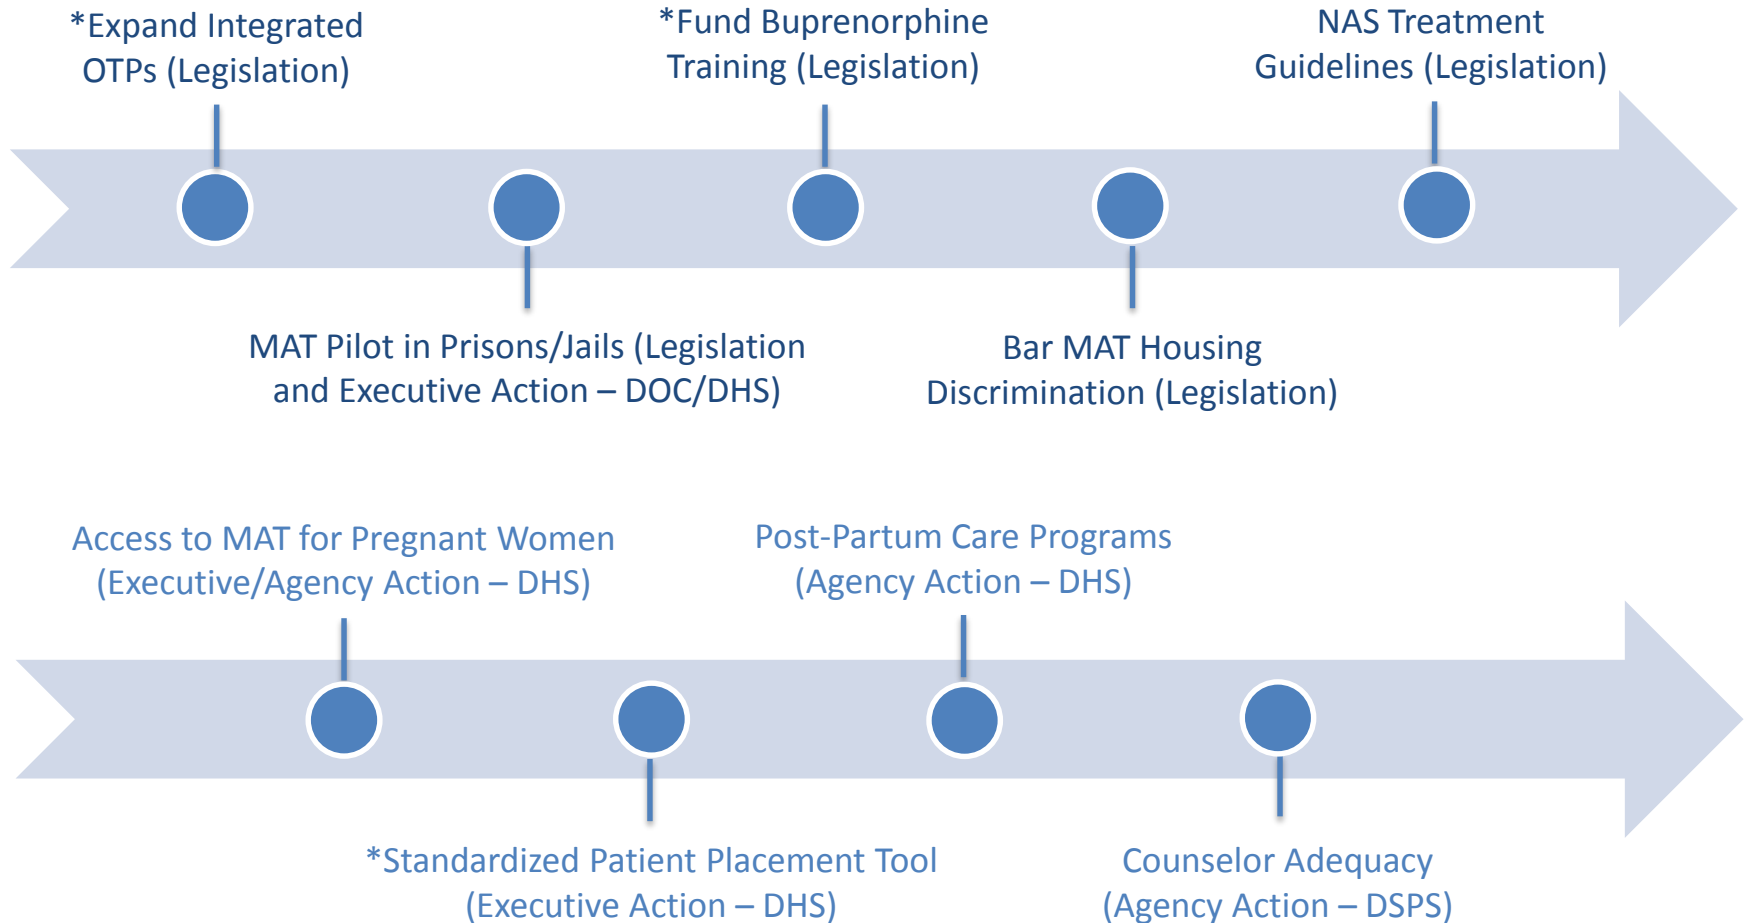 *Expand Integrated
OTPs (Legislation)
*Fund Buprenorphine
Training (Legislation)
NAS Treatment
Guidelines (Legislation)
MAT Pilot in Prisons/Jails (Legislation
and Executive Action – DOC/DHS)
Bar MAT Housing
Discrimination (Legislation)
Access to MAT for Pregnant Women
(Executive/Agency Action – DHS)
Post-Partum Care Programs
(Agency Action – DHS)
*Standardized Patient Placement Tool
(Executive Action – DHS)
Counselor Adequacy
(Agency Action – DSPS)